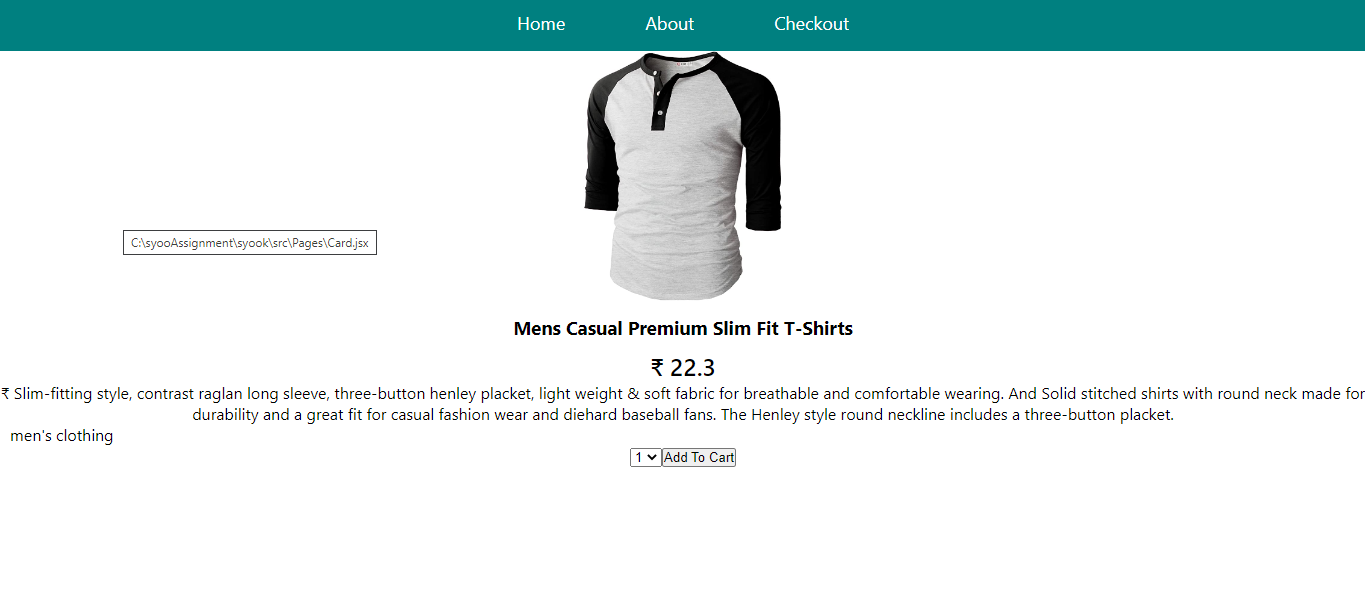 Home About Checkout
C:\syooAssignment\syook\src\Pages\Card.jsx
Mens Casual Premium Slim Fit T-Shirts
₹ 22.3
₹ Slim-fitting style, contrast raglan long sleeve, three-button henley placket, light weight & soft fabric for breathable and comfortable wearing. And Solid stitched shirts with round neck made for
durability and a great fit for casual fashion wear and diehard baseball fans. The Henley style round neckline includes a three-button placket.
men's clothing
1 Add To Cart